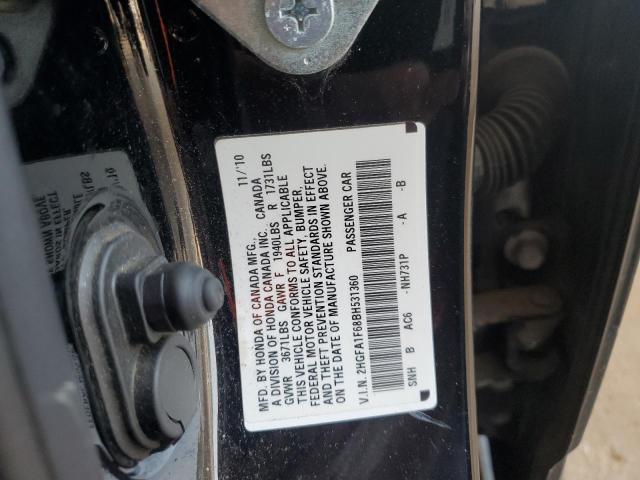 MFD. BY HONDA OF CANADA MFG., 11/10
A DIVISION OF HONDA CANADA INC., CANADA
GVWR 3671LBS GAWR F 1940LBS R 1731LBS
THIS VEHICLE CONFORMS TO ALL APPLICABLE
FEDERAL MOTOR VEHICLE SAFETY, BUMPER,
AND THEFT PREVENTION STANDARDS IN EFFECT
ON THE DATE OF MANUFACTURE SHOWN ABOVE.
V.I.N. 2HGFA1F68BH531360 PASSENGER CAR
SNH B AC6 -NH731P -A -B